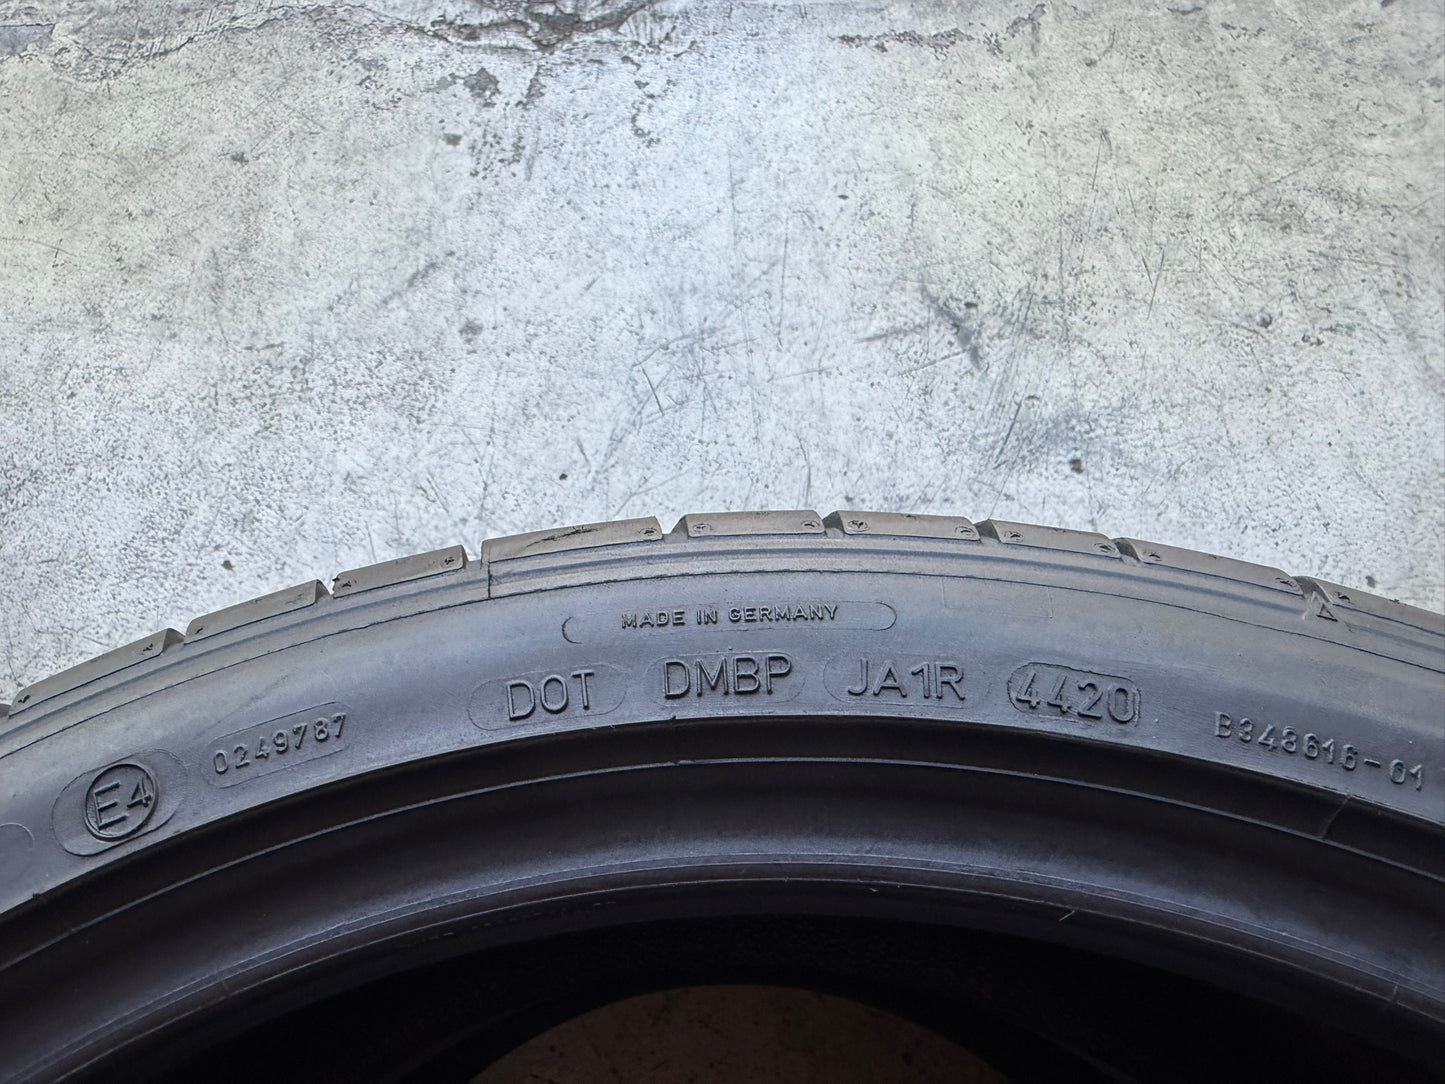 MADE IN GERMANY
E4 0249787 DOT DMBP JA1R 4420 B348616-01